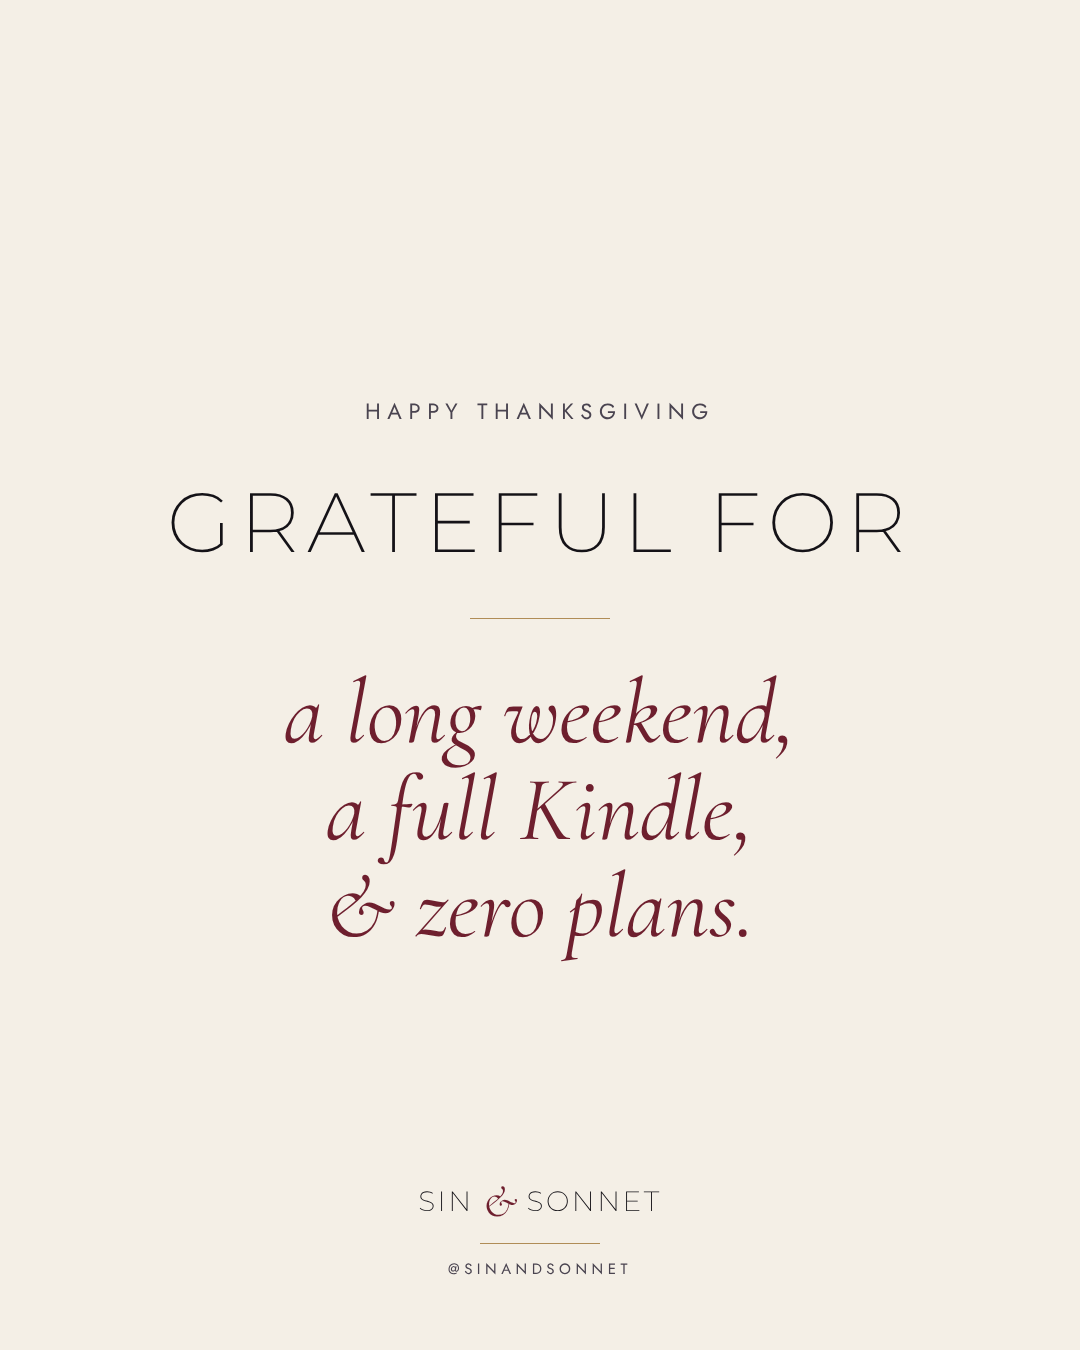 HAPPY THANKSGIVING
GRATEFUL FOR
a long weekend,
a full Kindle,
& zero plans.
SIN & SONNET
@SINANDSONNET